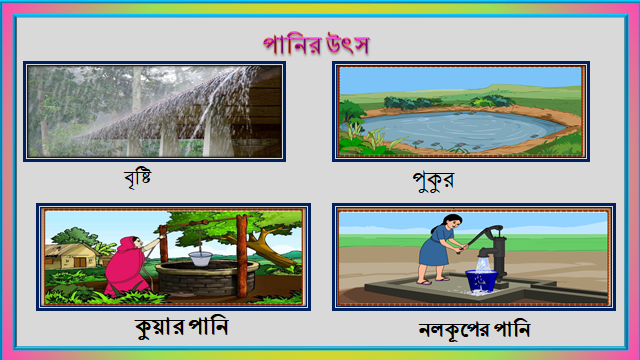 পানির উৎস
বৃষ্টি
পুকুর
কুয়ার পানি
নলকূপের পানি